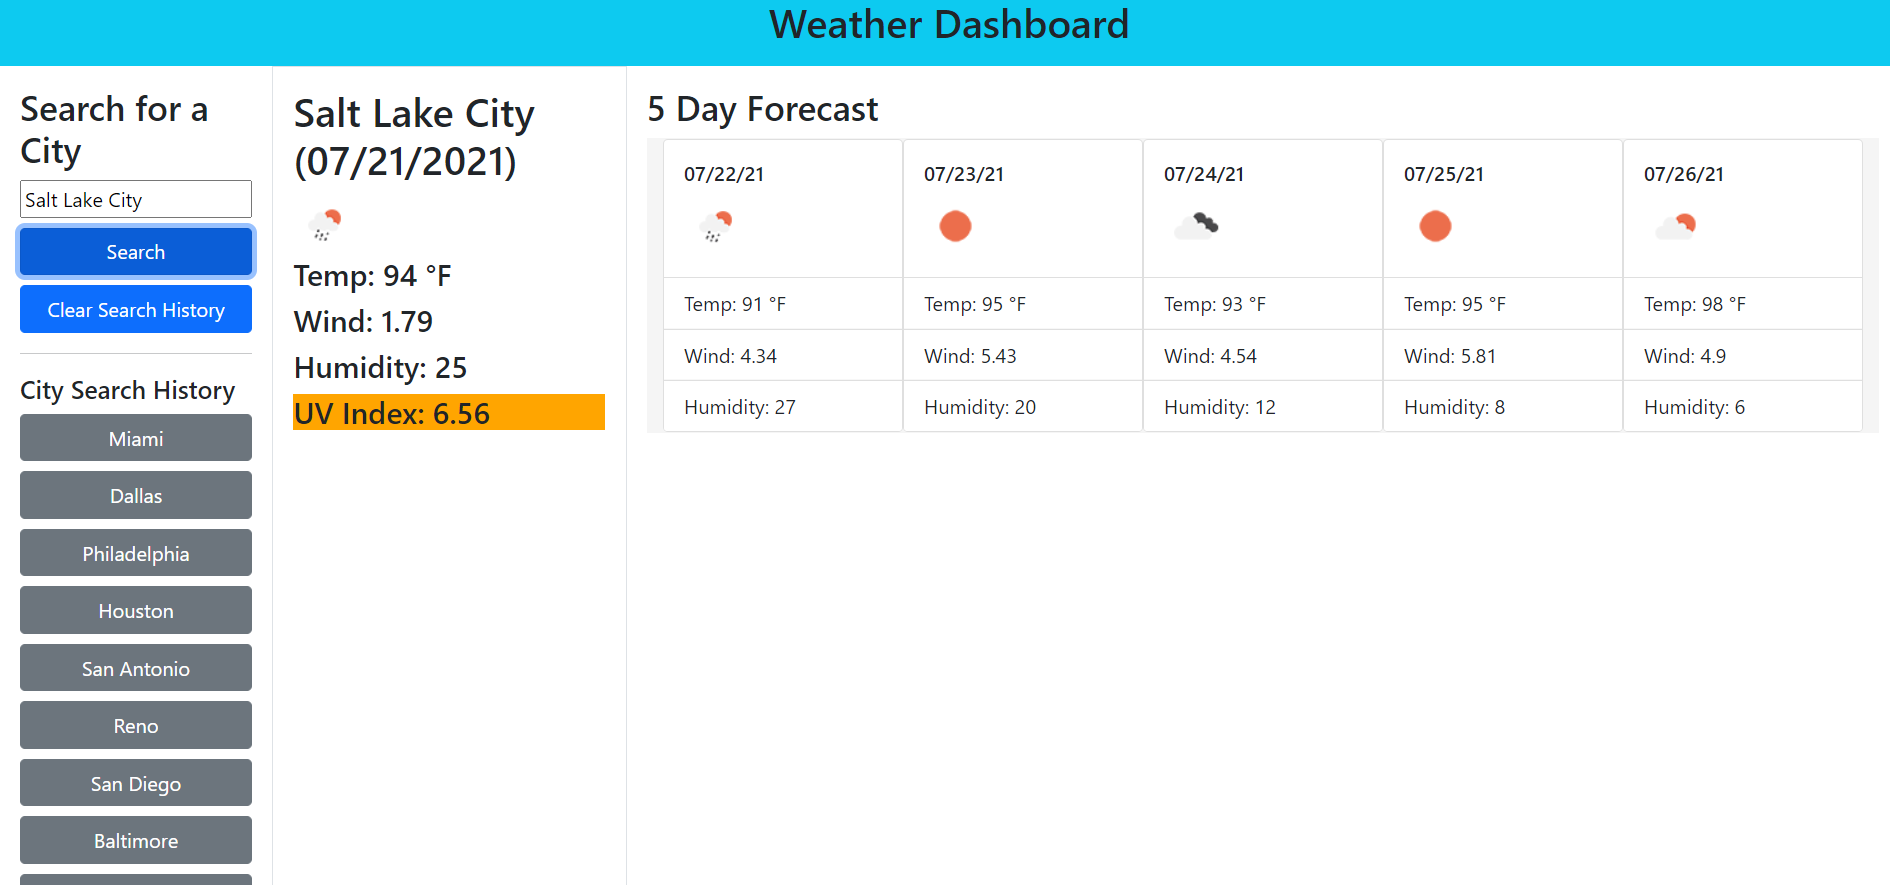 Weather Dashboard
Search for a
City
Salt Lake City
Search
Clear Search History
City Search History
Miami
Dallas
Philadelphia
Houston
San Antonio
Reno
San Diego
Baltimore
Salt Lake City
(07/21/2021)
Temp: 94 °F
Wind: 1.79
Humidity: 25
UV Index: 6.56
5 Day Forecast
07/22/21
Temp: 91 °F
Wind: 4.34
Humidity: 27
07/23/21
Temp: 95 °F
Wind: 5.43
Humidity: 20
07/24/21
Temp: 93 °F
Wind: 4.54
Humidity: 12
07/25/21
Temp: 95 °F
Wind: 5.81
Humidity: 8
07/26/21
Temp: 98 °F
Wind: 4.9
Humidity: 6